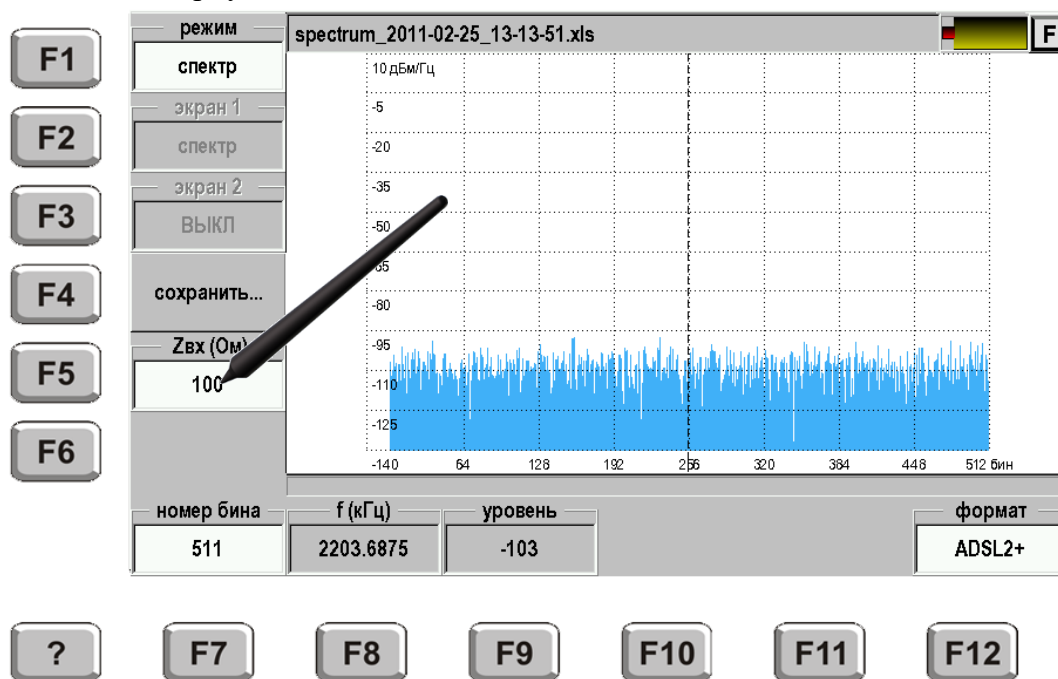 F1
F2
F3
F4
F5
F6
режим
спектр
экран 1
спектр
экран 2
ВЫКЛ
сохранить...
Zвх (Ом)
100
spectrum_2011-02-25_13-13-51.xls
F
10 дБм/Гц
-5
-20
-35
-50
-65
-80
-95
-110
-125
-140 64 128 192 256 320 384 448 512 бин
номер бина f (кГц) уровень формат
511 2203.6875 -103 ADSL2+
? F7 F8 F9 F10 F11 F12